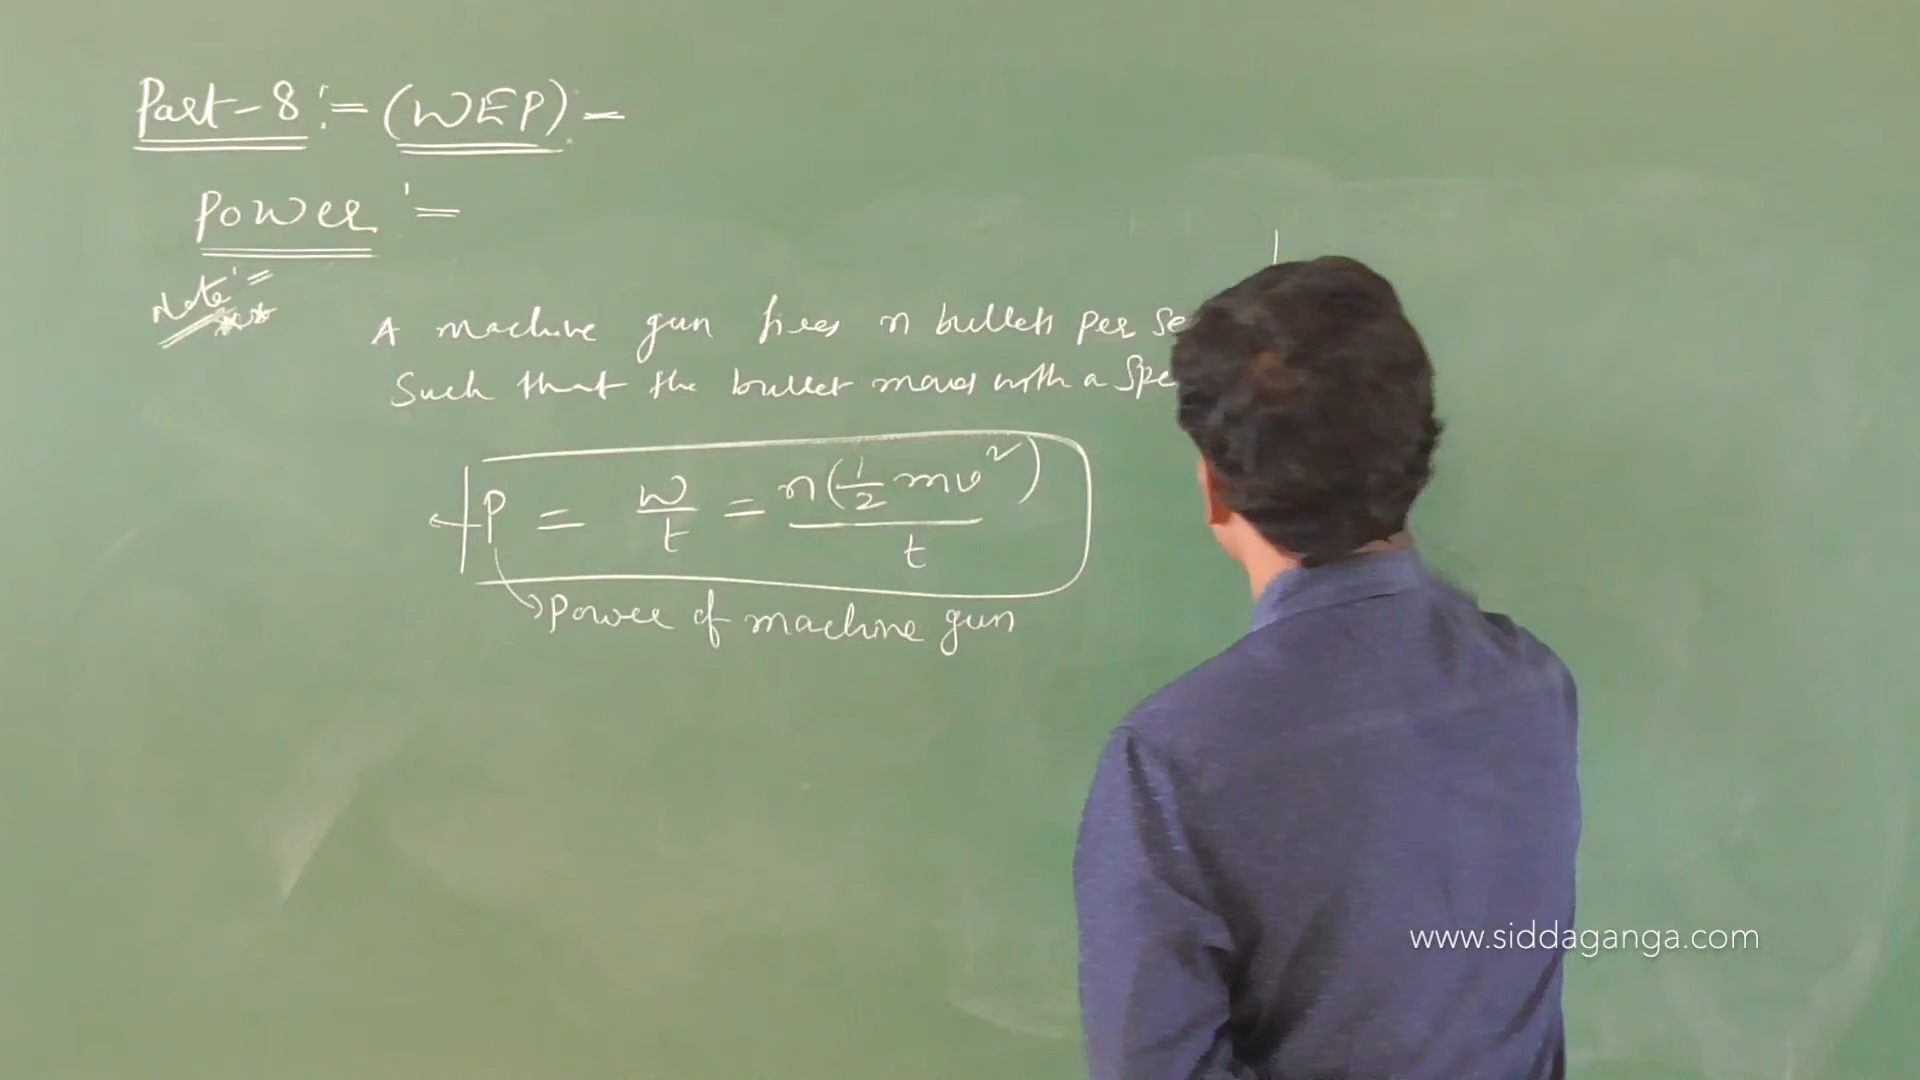 Part-8 := (WEP):-
Power :=
Note :=
A machine gun fires n bullets per se
Such that the bullet moves with a Spe
P = W/t = n(1/2 mv²)/t
→ Power of machine gun
www.siddaganga.com